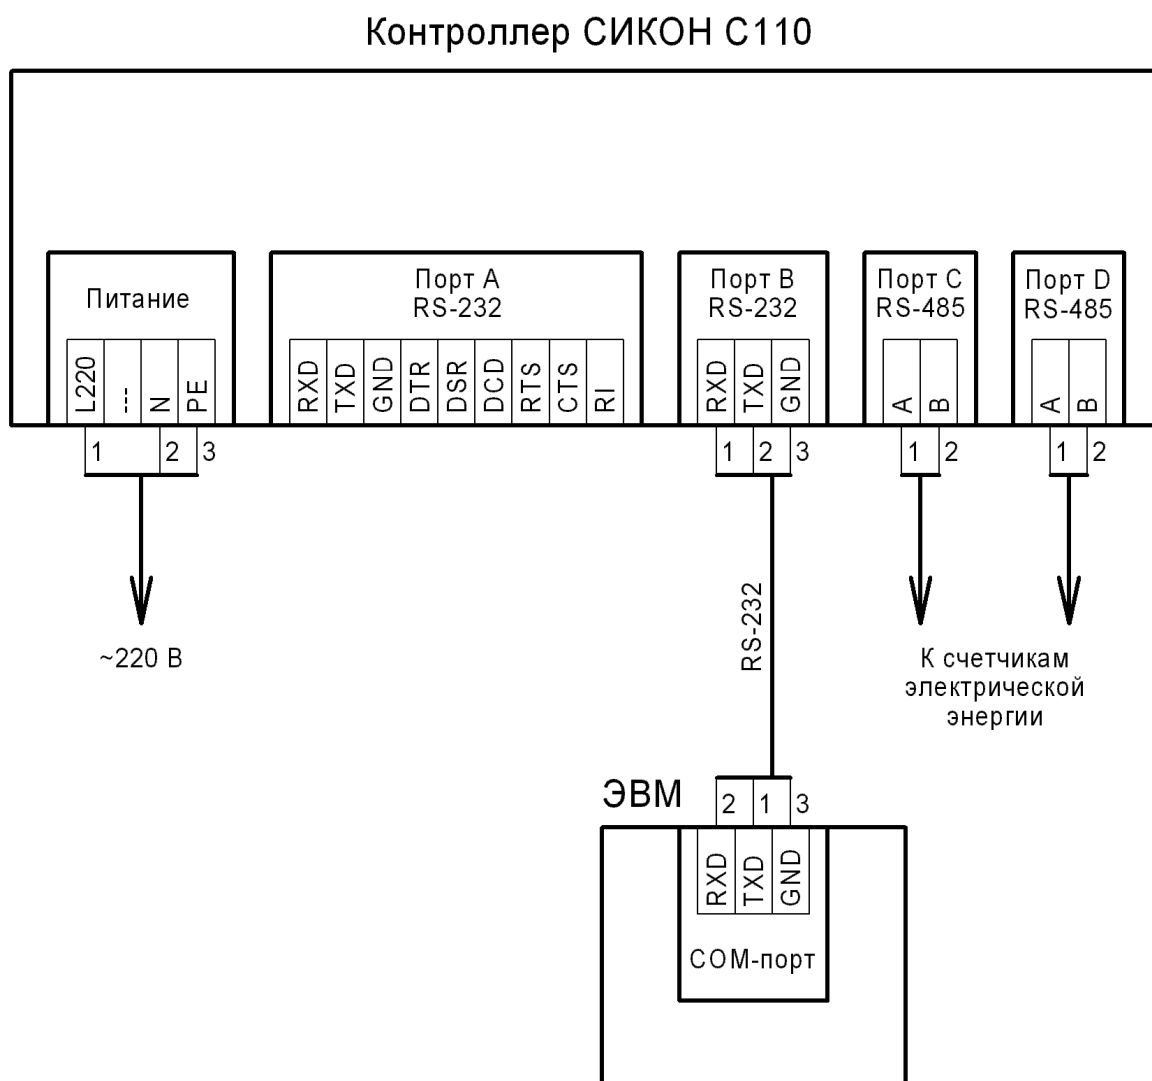 Контроллер СИКОН С110
Питание
L220
---
N
PE
1
2
3
~220 В
Порт A
RS-232
RXD
TXD
GND
DTR
DSR
DCD
RTS
CTS
RI
Порт B
RS-232
RXD
TXD
GND
1
2
3
RS-232
Порт C
RS-485
A
B
1
2
Порт D
RS-485
A
B
1
2
К счетчикам
электрической
энергии
ЭВМ
2
1
3
RXD
TXD
GND
COM-порт